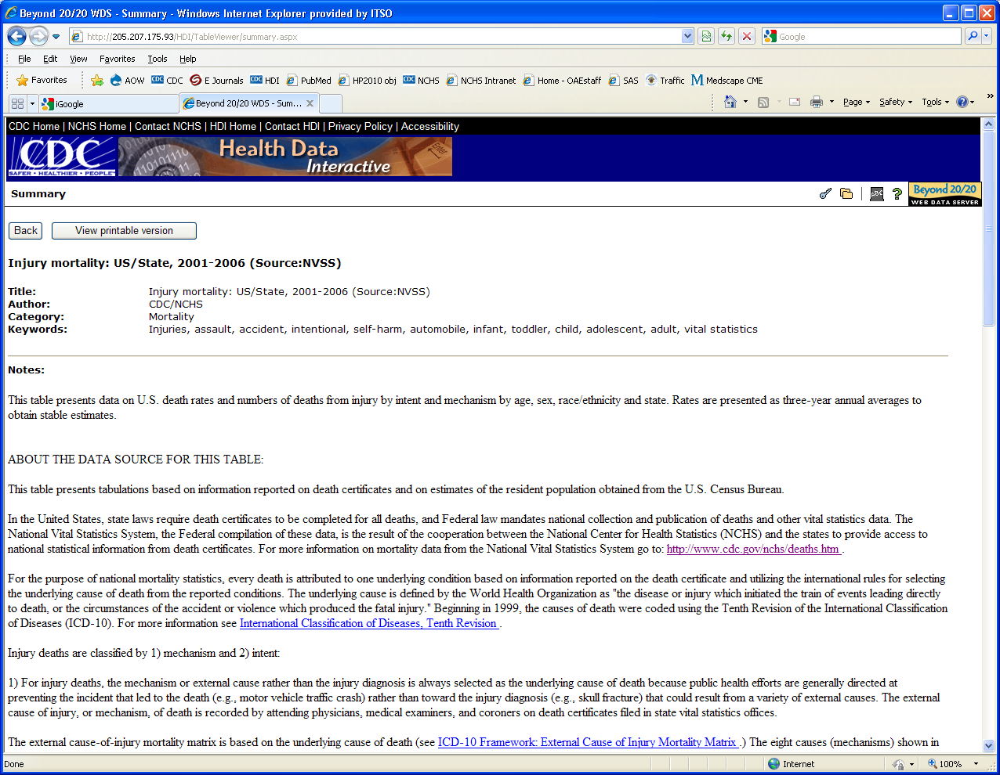 Beyond 20/20 WDS - Summary - Windows Internet Explorer provided by ITSO
http://205.207.175.93/HDI/TableViewer/summary.aspx
Google
File Edit View Favorites Tools Help
Favorites AOW CDC E Journals HDI PubMed HP2010 obj NCHS NCHS Intranet Home - OAEstaff SAS Traffic Medscape CME
iGoogle Beyond 20/20 WDS - Sum... Page Safety Tools
CDC Home | NCHS Home | Contact NCHS | HDI Home | Contact HDI | Privacy Policy | Accessibility
CDC
SAFER • HEALTHIER • PEOPLE™
Health Data
Interactive
Enter
Summary
ABC
Beyond 20/20
WEB DATA SERVER
Back View printable version
Injury mortality: US/State, 2001-2006 (Source:NVSS)
Title: Injury mortality: US/State, 2001-2006 (Source:NVSS)
Author: CDC/NCHS
Category: Mortality
Keywords: Injuries, assault, accident, intentional, self-harm, automobile, infant, toddler, child, adolescent, adult, vital statistics
Notes:
This table presents data on U.S. death rates and numbers of deaths from injury by intent and mechanism by age, sex, race/ethnicity and state. Rates are presented as three-year annual averages to
obtain stable estimates.
ABOUT THE DATA SOURCE FOR THIS TABLE:
This table presents tabulations based on information reported on death certificates and on estimates of the resident population obtained from the U.S. Census Bureau.
In the United States, state laws require death certificates to be completed for all deaths, and Federal law mandates national collection and publication of deaths and other vital statistics data. The
National Vital Statistics System, the Federal compilation of these data, is the result of the cooperation between the National Center for Health Statistics (NCHS) and the states to provide access to
national statistical information from death certificates. For more information on mortality data from the National Vital Statistics System go to: http://www.cdc.gov/nchs/deaths.htm .
For the purpose of national mortality statistics, every death is attributed to one underlying condition based on information reported on the death certificate and utilizing the international rules for selecting
the underlying cause of death from the reported conditions. The underlying cause is defined by the World Health Organization as "the disease or injury which initiated the train of events leading directly
to death, or the circumstances of the accident or violence which produced the fatal injury." Beginning in 1999, the causes of death were coded using the Tenth Revision of the International Classification
of Diseases (ICD-10). For more information see International Classification of Diseases, Tenth Revision .
Injury deaths are classified by 1) mechanism and 2) intent:
1) For injury deaths, the mechanism or external cause rather than the injury diagnosis is always selected as the underlying cause of death because public health efforts are generally directed at
preventing the incident that led to the death (e.g., motor vehicle traffic crash) rather than toward the injury diagnosis (e.g., skull fracture) that could result from a variety of external causes. The external
cause of injury, or mechanism, of death is recorded by attending physicians, medical examiners, and coroners on death certificates filed in state vital statistics offices.
The external cause-of-injury mortality matrix is based on the underlying cause of death (see ICD-10 Framework: External Cause of Injury Mortality Matrix .) The eight causes (mechanisms) shown in
Done Internet 100%